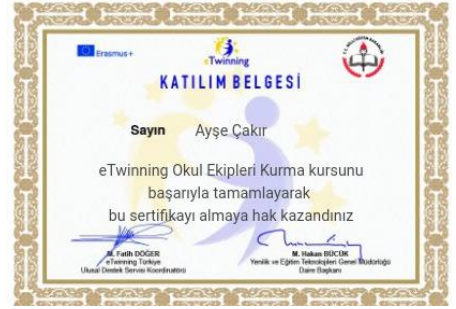 Erasmus+
eTwinning
KATILIM BELGESİ
Sayın Ayşe Çakır
eTwinning Okul Ekipleri Kurma kursunu
başarıyla tamamlayarak
bu sertifikayı almaya hak kazandınız
M. Fatih DÖĞER
eTwinning Türkiye
Ulusal Destek Servisi Koordinatörü
M. Hakan BÜCÜK
Yenilik ve Eğitim Teknolojileri Genel Müdürlüğü
Daire Başkanı